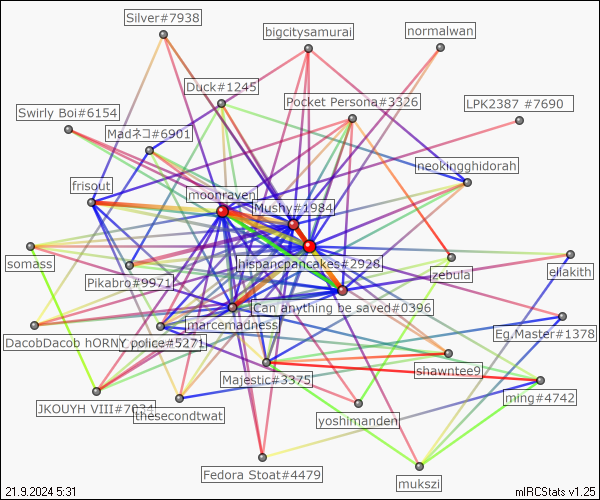 Silver#7938
bigcitysamurai
normalwan
Duck#1245
Pocket Persona#3326
LPK2387 #7690
Swirly Boi#6154
Madネコ#6901
neokingghidorah
frisout
moonraven
Mushy#1984
somass
Pikabro#9971
hispancpancakes#2928
zebula
eliakith
Can anything be saved#0396
marcemadness
Eg.Master#1378
DacobDacob hORNY police#5271
Majestic#3375
shawntee9
ming#4742
JKOUYH VIII#7934
thesecondtwat
yoshimanden
Fedora Stoat#4479
mukszi
21.9.2024 5:31
mIRCStats v1.25